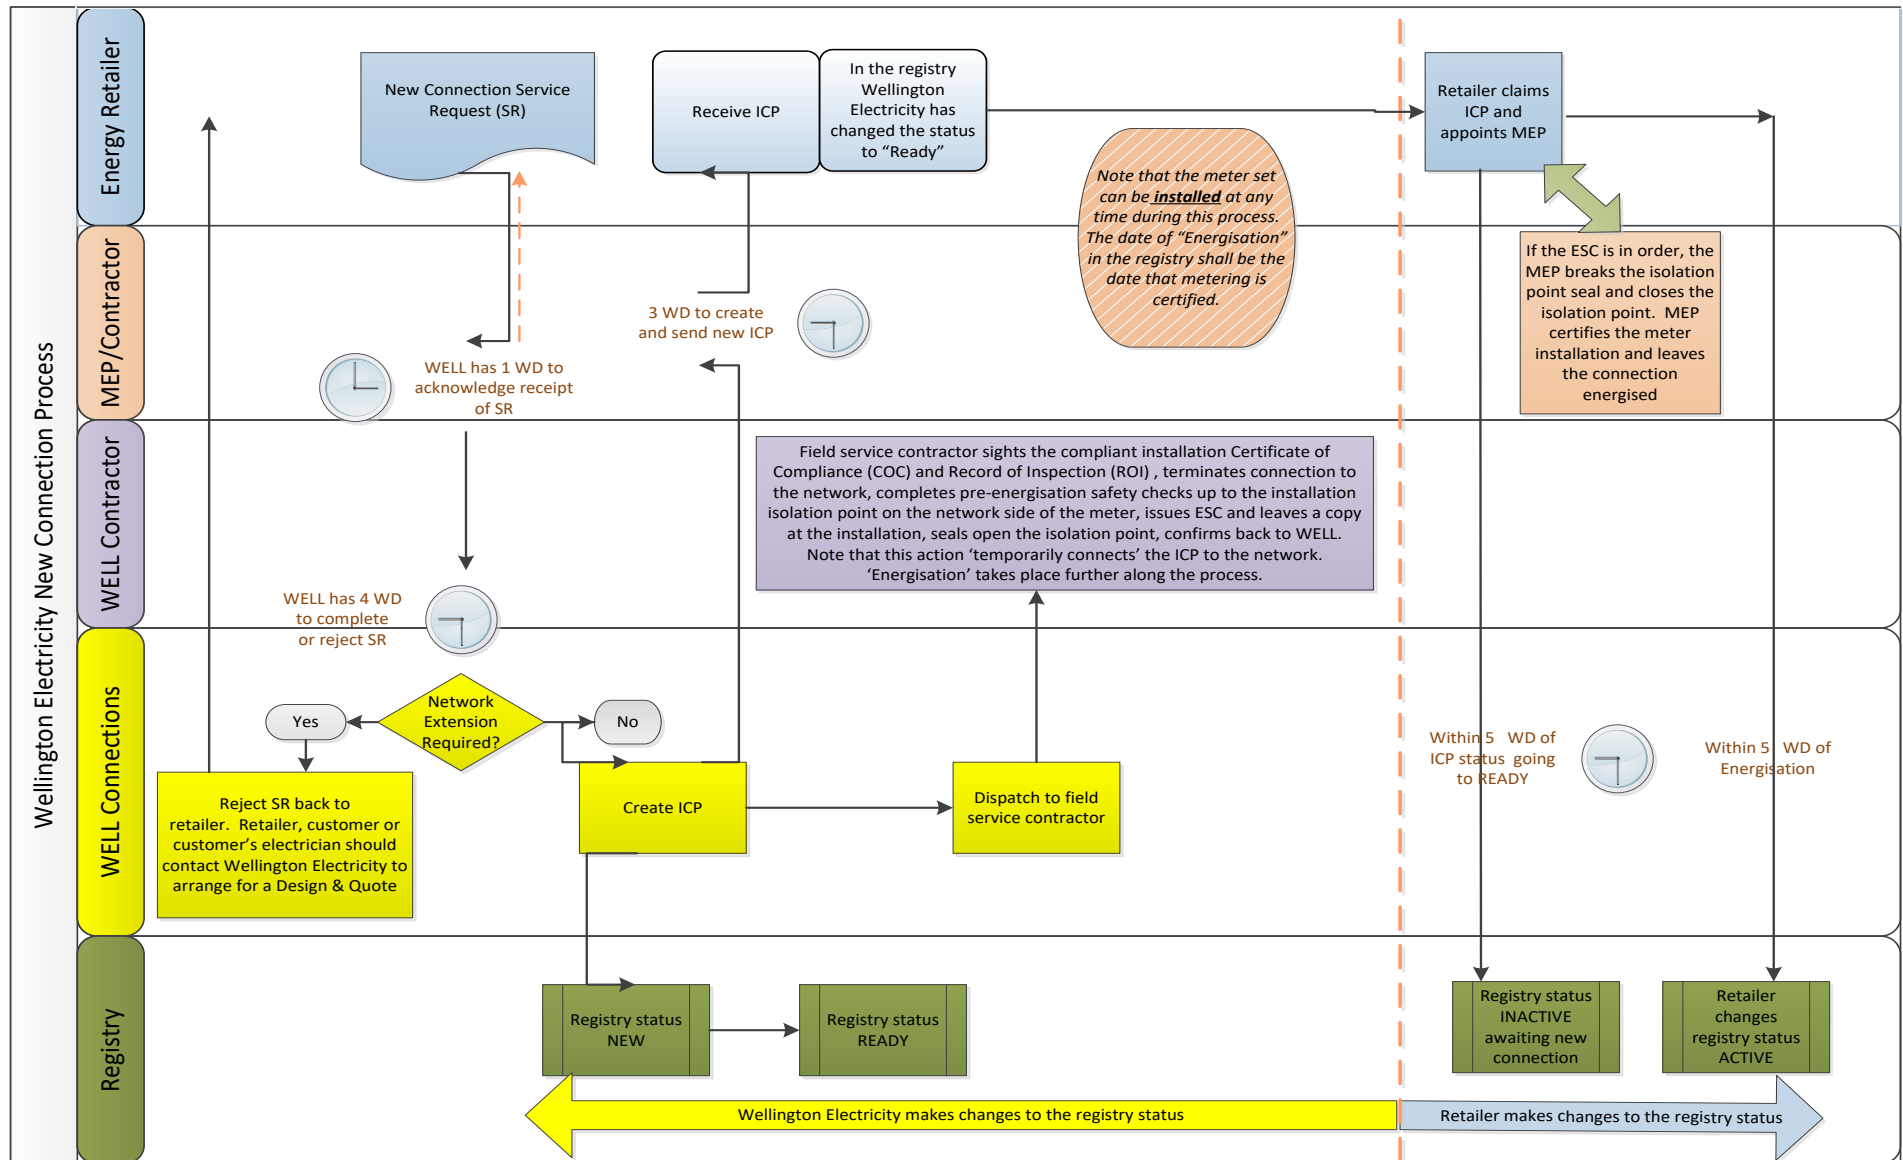 Wellington Electricity New Connection Process
Energy Retailer
New Connection Service
Request (SR)
Receive ICP
In the registry
Wellington
Electricity has
changed the status
to “Ready”
Retailer claims
ICP and
appoints MEP
Note that the meter set
can be installed at any
time during this process.
The date of “Energisation”
in the registry shall be the
date that metering is
certified.
MEP/Contractor
WELL has 1 WD to
acknowledge receipt
of SR
3 WD to create
and send new ICP
If the ESC is in order, the
MEP breaks the isolation
point seal and closes the
isolation point.  MEP
certifies the meter
installation and leaves
the connection
energised
WELL Contractor
Field service contractor sights the compliant installation Certificate of
Compliance (COC) and Record of Inspection (ROI) , terminates connection to
the network, completes pre-energisation safety checks up to the installation
isolation point on the network side of the meter, issues ESC and leaves a copy
at the installation, seals open the isolation point, confirms back to WELL.
Note that this action ‘temporarily connects’ the ICP to the network.
‘Energisation’ takes place further along the process.
WELL has 4 WD
to complete
or reject SR
WELL Connections
Network
Extension
Required?
Yes
No
Reject SR back to
retailer.  Retailer, customer or
customer’s electrician should
contact Wellington Electricity to
arrange for a Design & Quote
Create ICP
Dispatch to field
service contractor
Within 5 WD of
ICP status going
to READY
Within 5 WD of
Energisation
Registry
Registry status
NEW
Registry status
READY
Registry status
INACTIVE
awaiting new
connection
Retailer
changes
registry status
ACTIVE
Wellington Electricity makes changes to the registry status
Retailer makes changes to the registry status